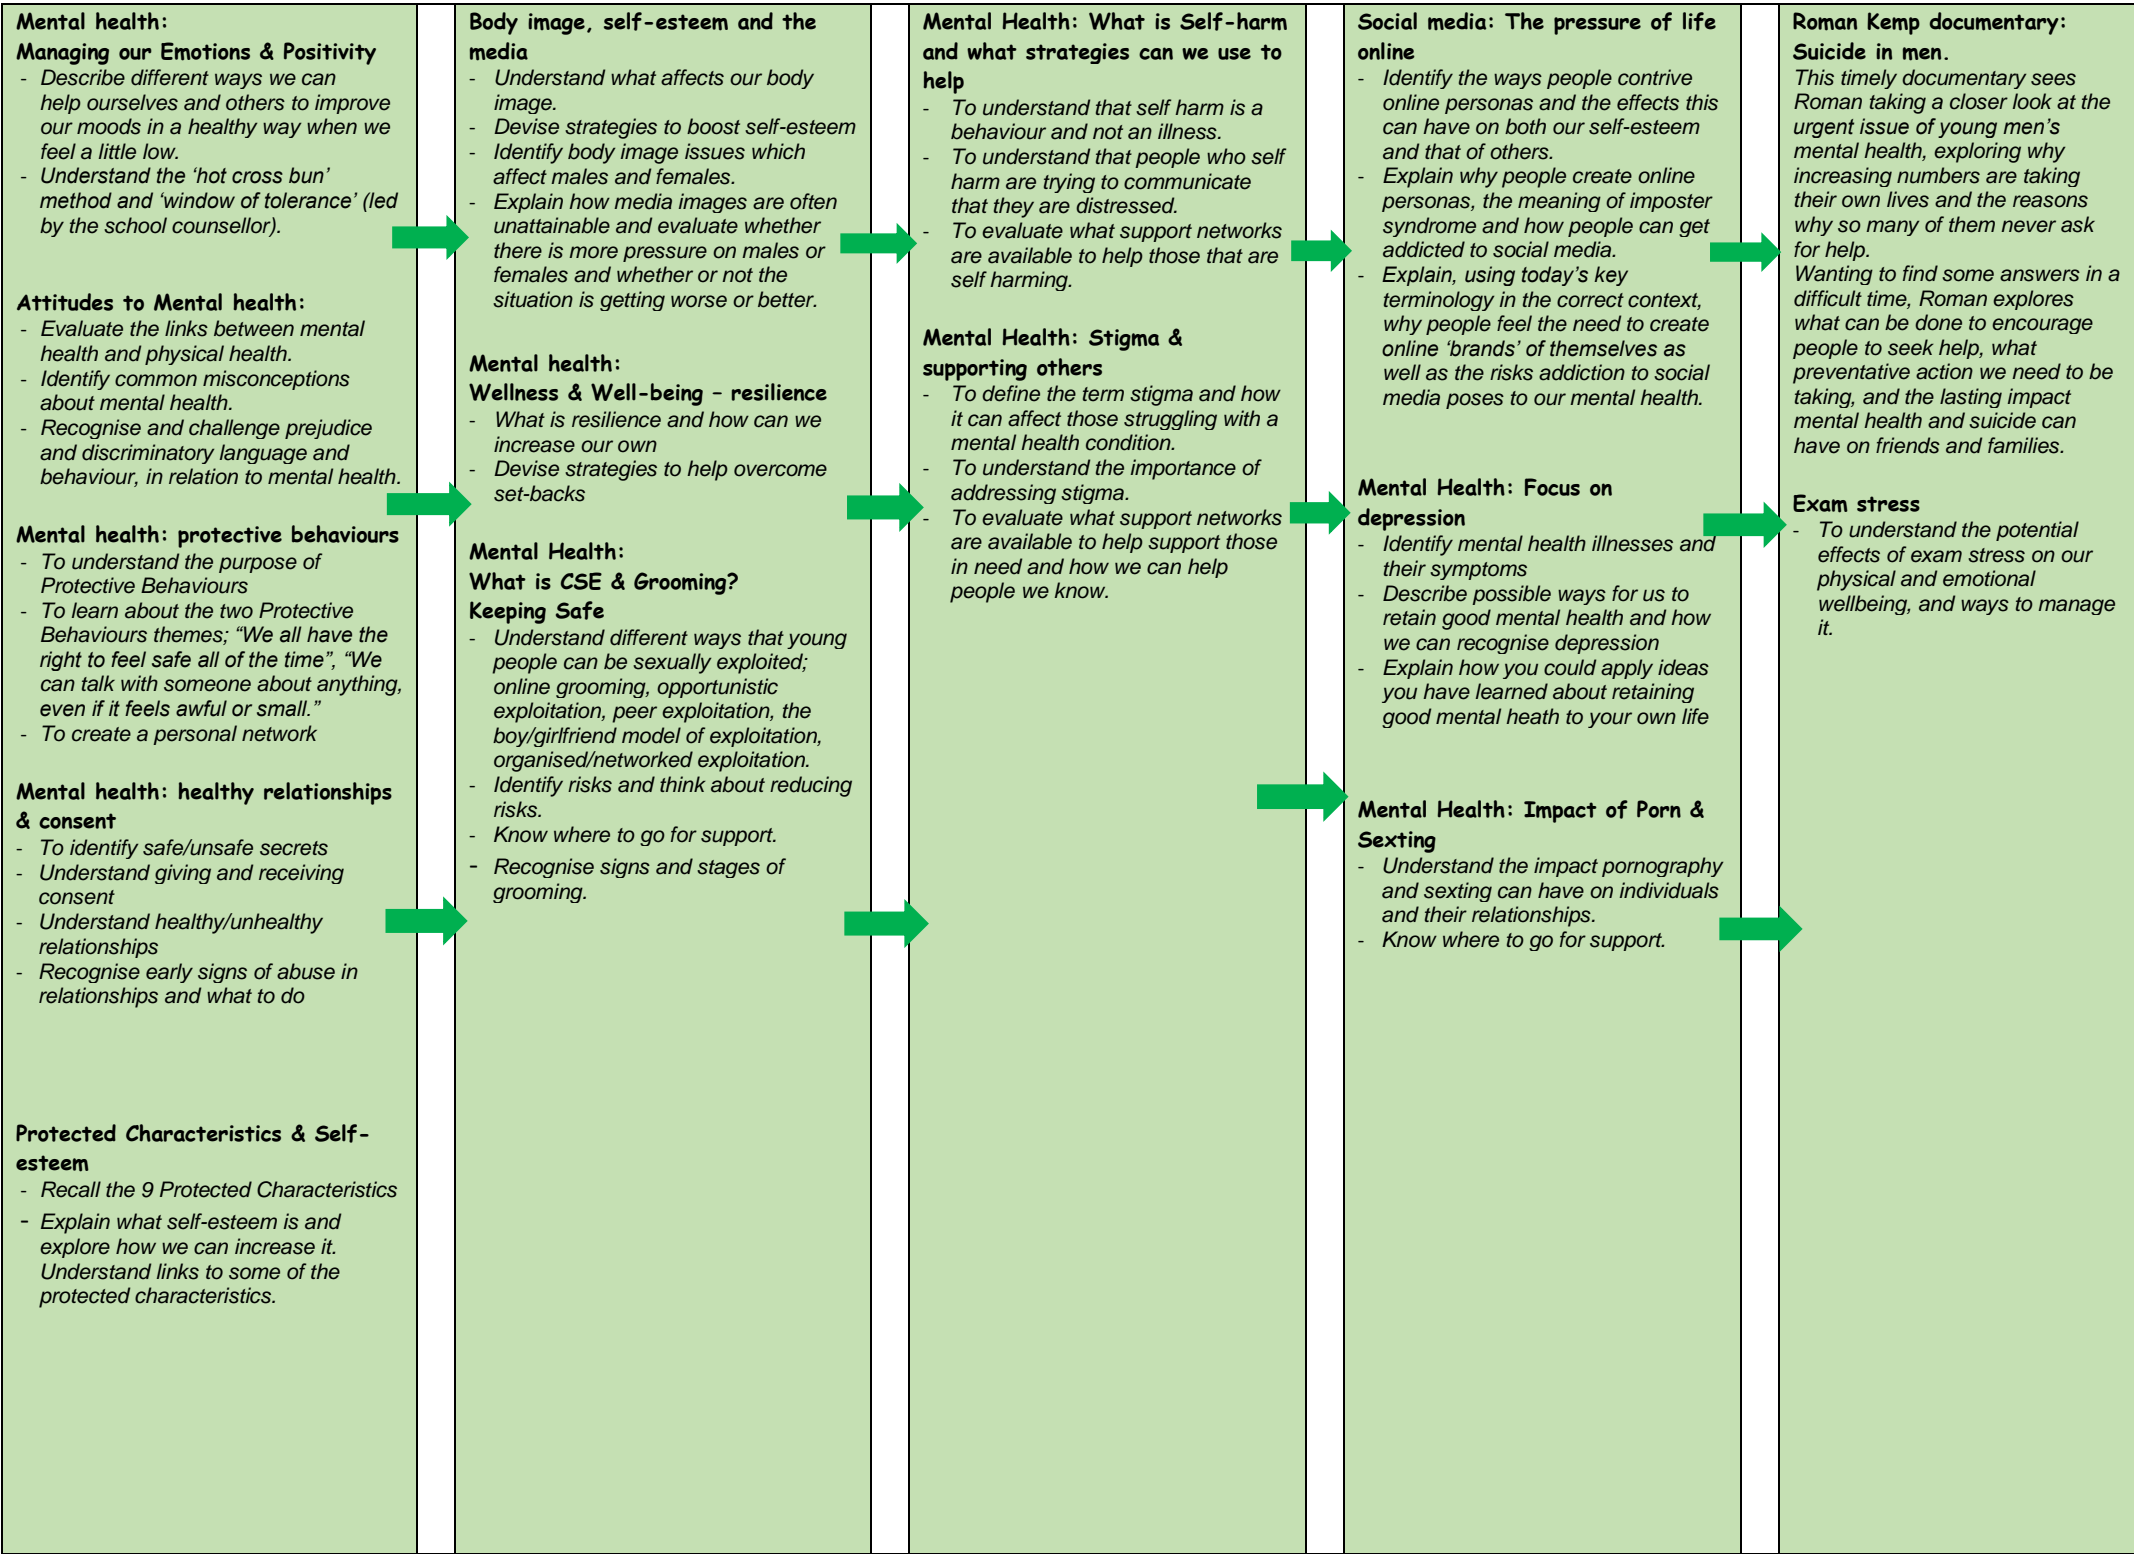 Mental health:
Managing our Emotions & Positivity
- Describe different ways we can
help ourselves and others to improve
our moods in a healthy way when we
feel a little low.
- Understand the ‘hot cross bun’
method and ‘window of tolerance’ (led
by the school counsellor).
Attitudes to Mental health:
- Evaluate the links between mental
health and physical health.
- Identify common misconceptions
about mental health.
- Recognise and challenge prejudice
and discriminatory language and
behaviour, in relation to mental health.
Mental health: protective behaviours
- To understand the purpose of
Protective Behaviours
- To learn about the two Protective
Behaviours themes; “We all have the
right to feel safe all of the time”, “We
can talk with someone about anything,
even if it feels awful or small.”
- To create a personal network
Mental health: healthy relationships
& consent
- To identify safe/unsafe secrets
- Understand giving and receiving
consent
- Understand healthy/unhealthy
relationships
- Recognise early signs of abuse in
relationships and what to do
Protected Characteristics & Self-
esteem
- Recall the 9 Protected Characteristics
- Explain what self-esteem is and
explore how we can increase it.
Understand links to some of the
protected characteristics.
Body image, self-esteem and the
media
- Understand what affects our body
image.
- Devise strategies to boost self-esteem
- Identify body image issues which
affect males and females.
- Explain how media images are often
unattainable and evaluate whether
there is more pressure on males or
females and whether or not the
situation is getting worse or better.
Mental health:
Wellness & Well-being – resilience
- What is resilience and how can we
increase our own
- Devise strategies to help overcome
set-backs
Mental Health:
What is CSE & Grooming?
Keeping Safe
- Understand different ways that young
people can be sexually exploited;
online grooming, opportunistic
exploitation, peer exploitation, the
boy/girlfriend model of exploitation,
organised/networked exploitation.
- Identify risks and think about reducing
risks.
- Know where to go for support.
- Recognise signs and stages of
grooming.
Mental Health: What is Self-harm
and what strategies can we use to
help
- To understand that self harm is a
behaviour and not an illness.
- To understand that people who self
harm are trying to communicate
that they are distressed.
- To evaluate what support networks
are available to help those that are
self harming.
Mental Health: Stigma &
supporting others
- To define the term stigma and how
it can affect those struggling with a
mental health condition.
- To understand the importance of
addressing stigma.
- To evaluate what support networks
are available to help support those
in need and how we can help
people we know.
Social media: The pressure of life
online
- Identify the ways people contrive
online personas and the effects this
can have on both our self-esteem
and that of others.
- Explain why people create online
personas, the meaning of imposter
syndrome and how people can get
addicted to social media.
- Explain, using today’s key
terminology in the correct context,
why people feel the need to create
online ‘brands’ of themselves as
well as the risks addiction to social
media poses to our mental health.
Mental Health: Focus on
depression
- Identify mental health illnesses and
their symptoms
- Describe possible ways for us to
retain good mental health and how
we can recognise depression
- Explain how you could apply ideas
you have learned about retaining
good mental heath to your own life
Mental Health: Impact of Porn &
Sexting
- Understand the impact pornography
and sexting can have on individuals
and their relationships.
- Know where to go for support.
Roman Kemp documentary:
Suicide in men.
This timely documentary sees
Roman taking a closer look at the
urgent issue of young men’s
mental health, exploring why
increasing numbers are taking
their own lives and the reasons
why so many of them never ask
for help.
Wanting to find some answers in a
difficult time, Roman explores
what can be done to encourage
people to seek help, what
preventative action we need to be
taking, and the lasting impact
mental health and suicide can
have on friends and families.
Exam stress
- To understand the potential
effects of exam stress on our
physical and emotional
wellbeing, and ways to manage
it.